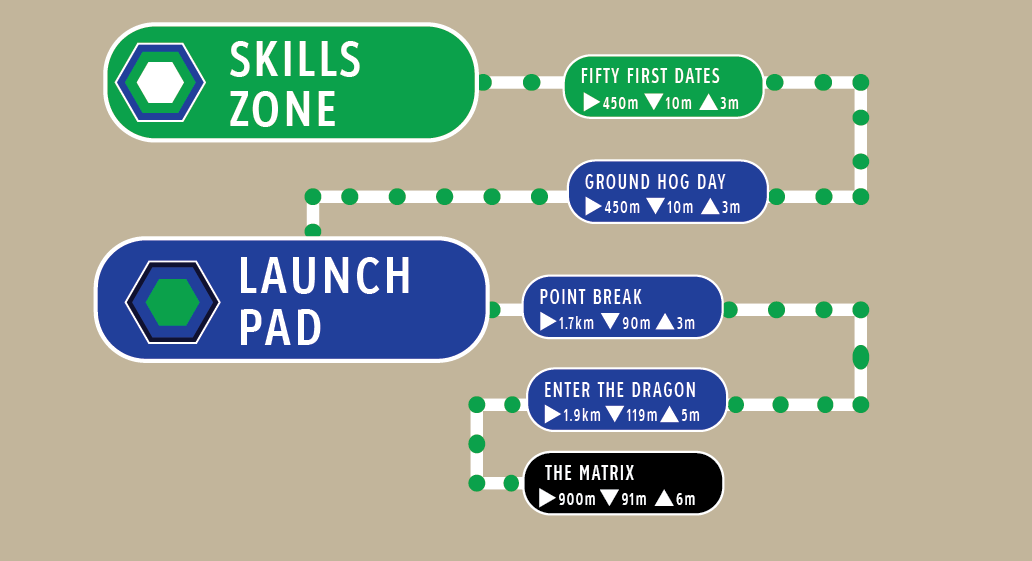 SKILLS
ZONE
FIFTY FIRST DATES
▶450m ▼10m ▲3m
GROUND HOG DAY
▶450m ▼10m ▲3m
LAUNCH
PAD
POINT BREAK
▶1.7km ▼90m ▲3m
ENTER THE DRAGON
▶1.9km ▼119m ▲5m
THE MATRIX
▶900m ▼91m ▲6m